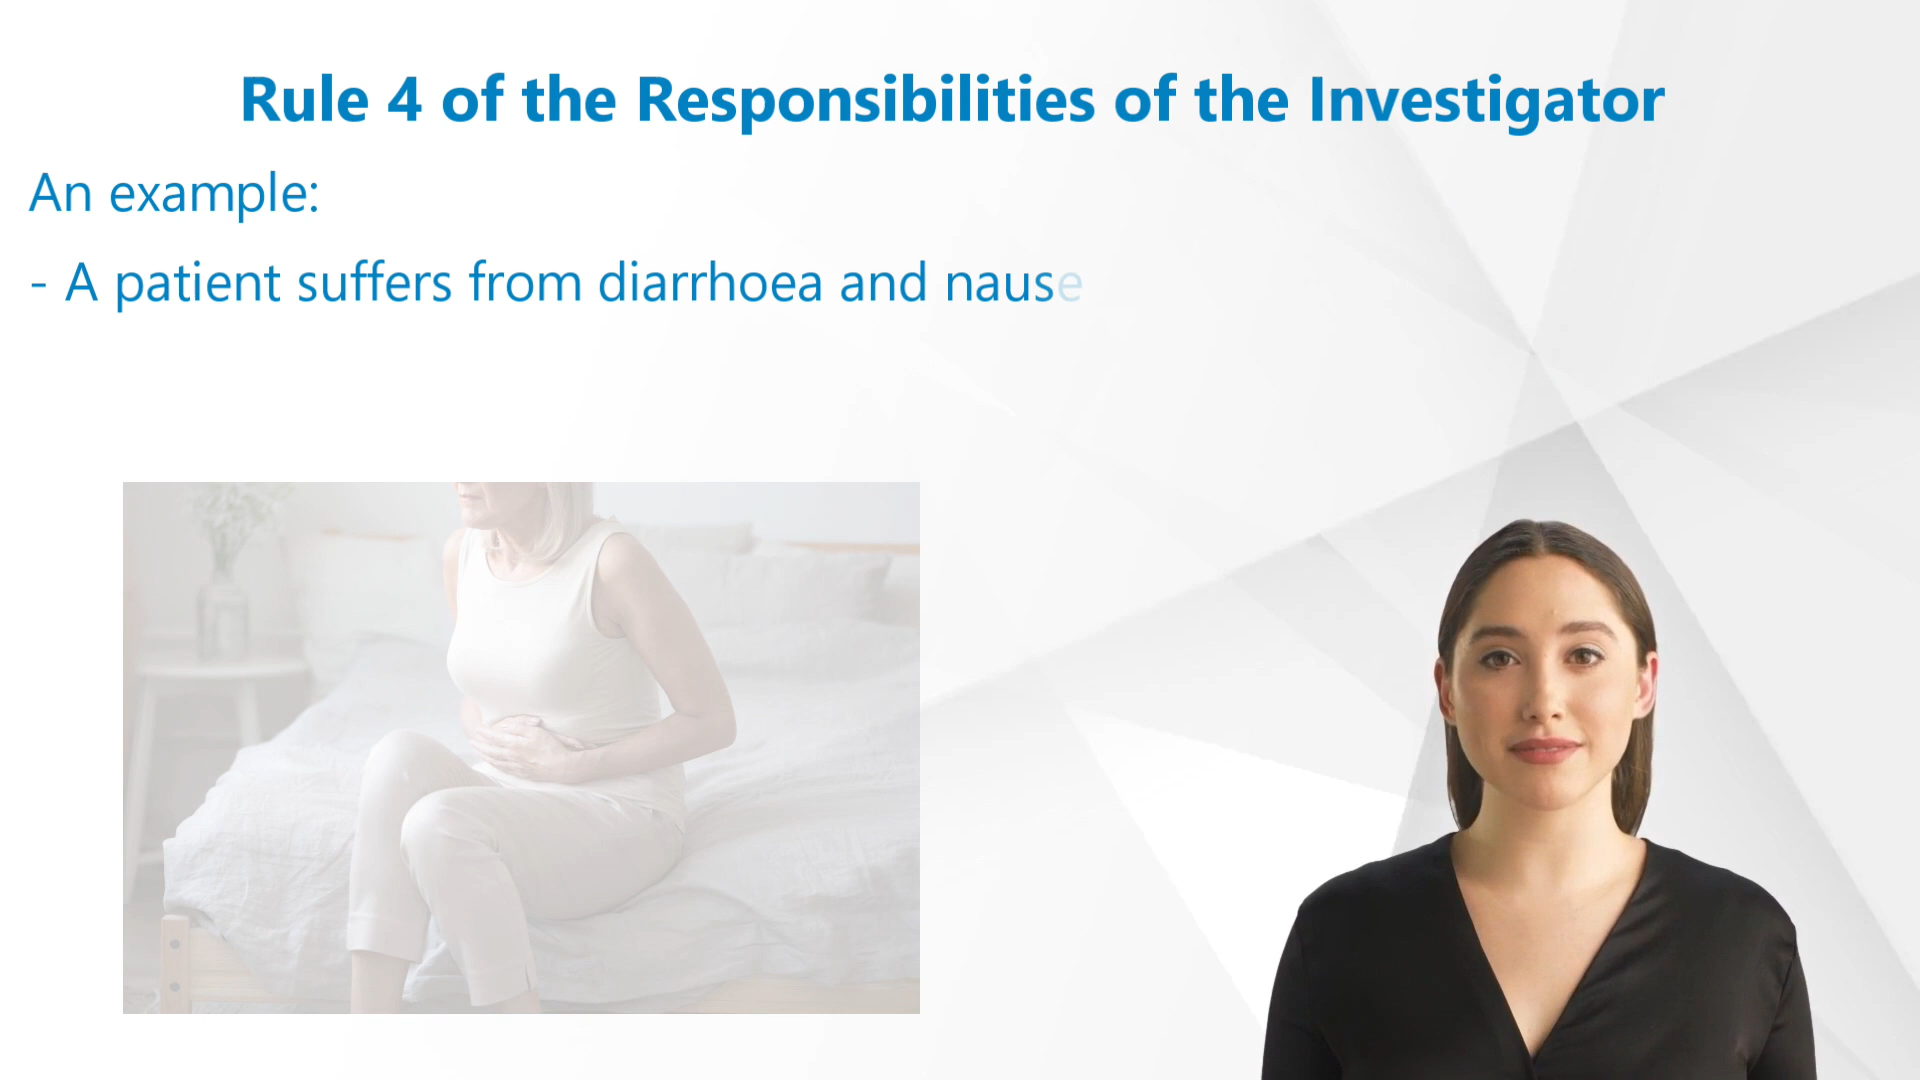 Rule 4 of the Responsibilities of the Investigator
An example:
- A patient suffers from diarrhoea and nause